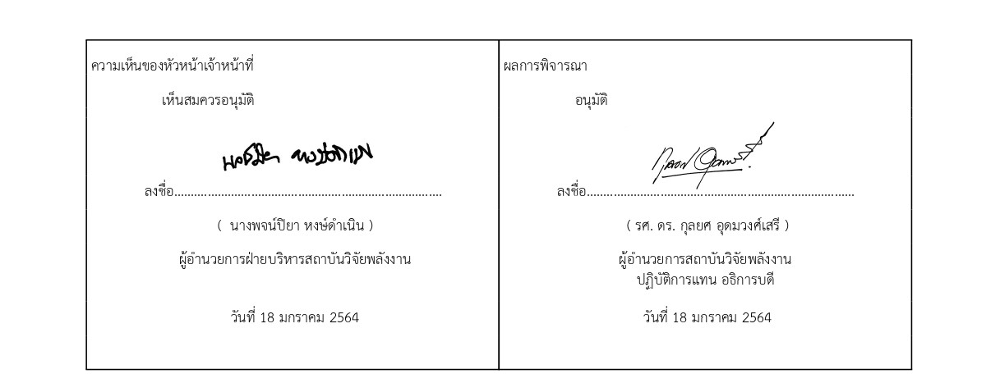 ความเห็นของหัวหน้าเจ้าหน้าที่
เห็นสมควรอนุมัติ
ลงชื่อ....................................................................................
( นางพจน์ปิยา หงษ์ดำเนิน )
ผู้อำนวยการฝ่ายบริหารสถาบันวิจัยพลังงาน
วันที่ 18 มกราคม 2564
ผลการพิจารณา
อนุมัติ
ลงชื่อ....................................................................................
( รศ. ดร. กุลยศ อุดมวงศ์เสรี )
ผู้อำนวยการสถาบันวิจัยพลังงาน
ปฏิบัติการแทน อธิการบดี
วันที่ 18 มกราคม 2564